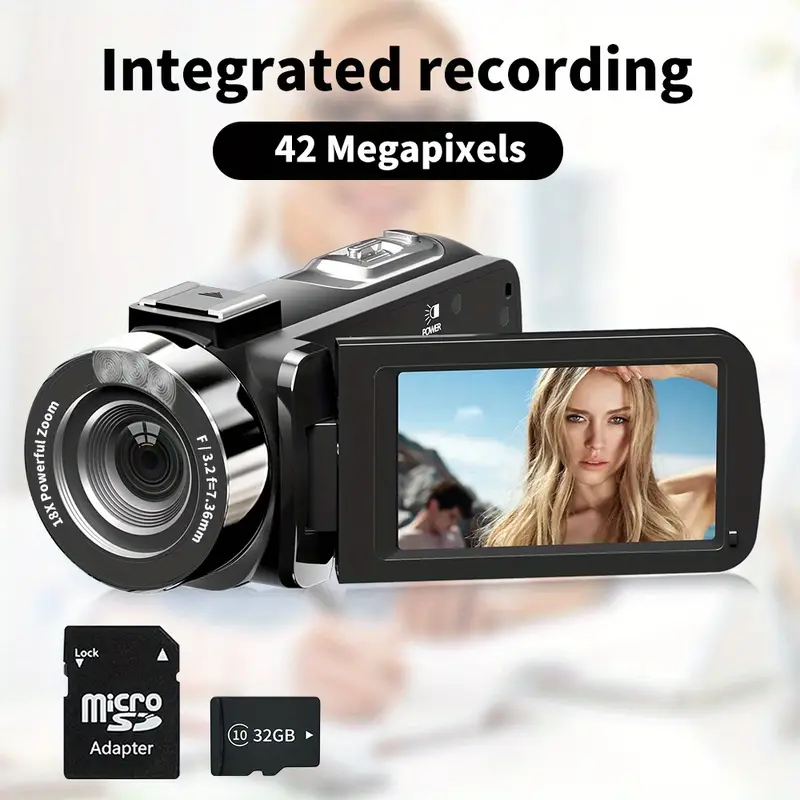 Integrated recording
42 Megapixels
POWER
18X Powerful Zoom
F/3.2 f=7.36mm
Lock
Micro
SD
Adapter
10 32GB